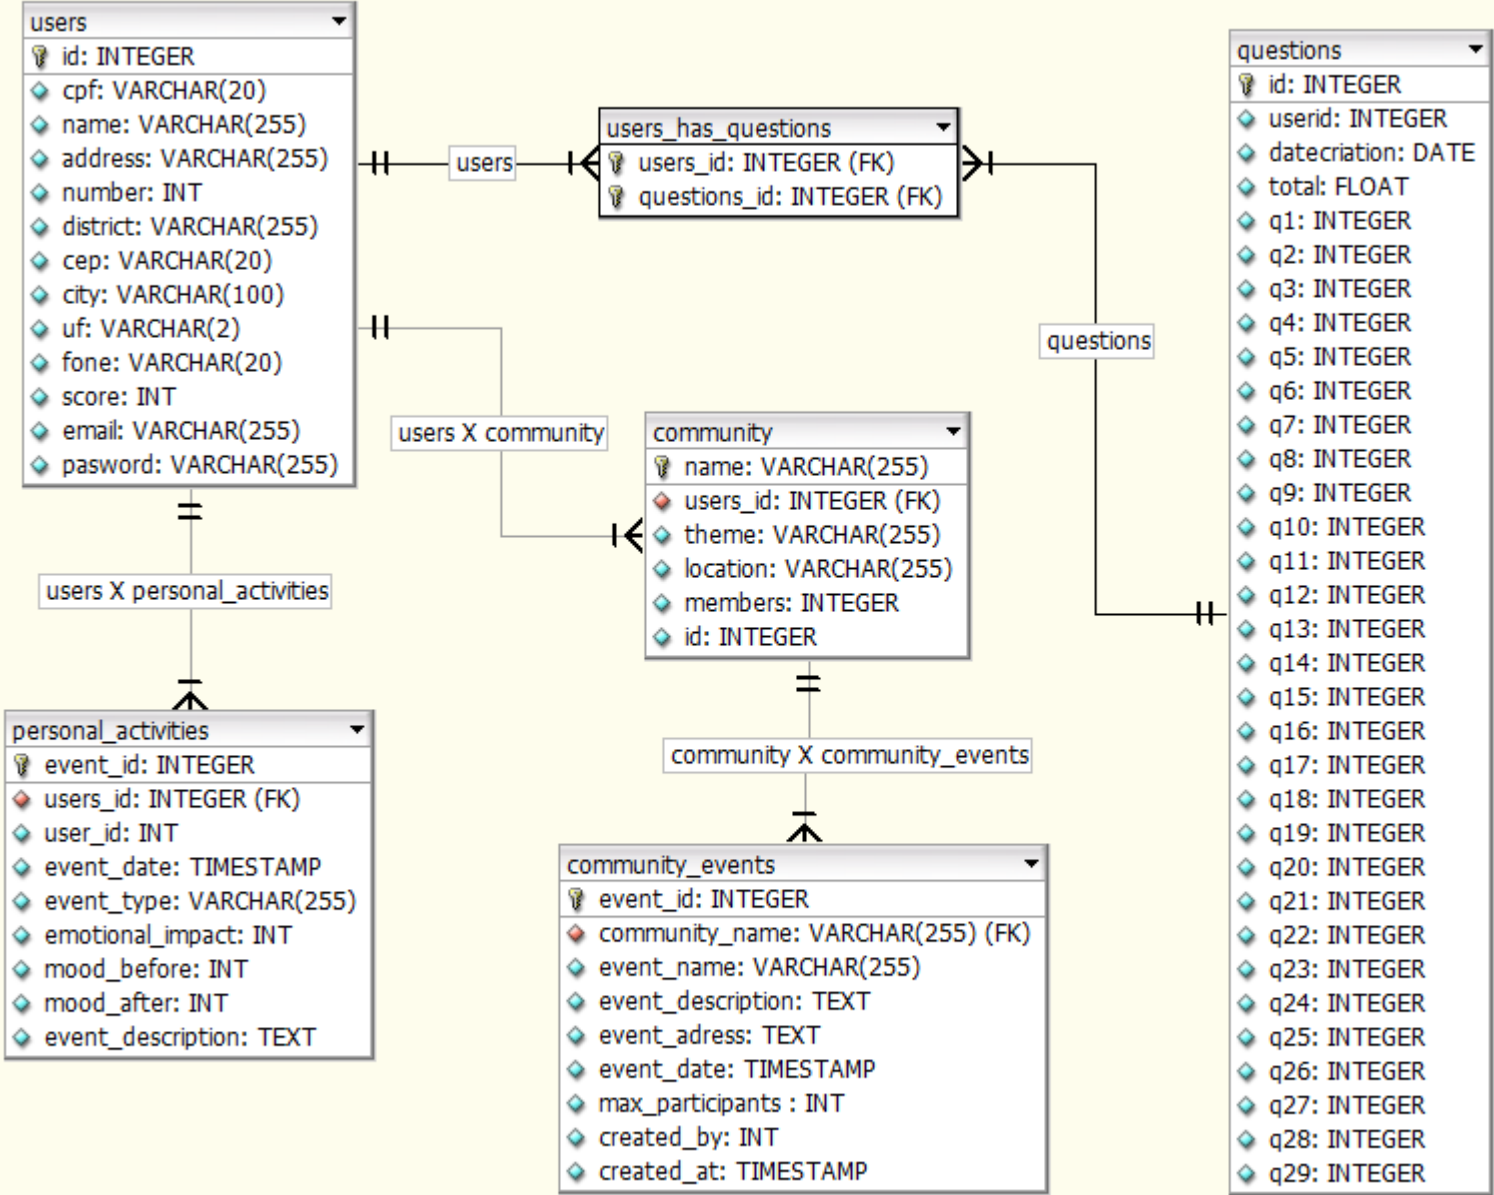 users
id: INTEGER
cpf: VARCHAR(20)
name: VARCHAR(255)
address: VARCHAR(255)
number: INT
district: VARCHAR(255)
cep: VARCHAR(20)
city: VARCHAR(100)
uf: VARCHAR(2)
fone: VARCHAR(20)
score: INT
email: VARCHAR(255)
pasword: VARCHAR(255)
users
users_has_questions
users_id: INTEGER (FK)
questions_id: INTEGER (FK)
questions
questions
id: INTEGER
userid: INTEGER
datecriation: DATE
total: FLOAT
q1: INTEGER
q2: INTEGER
q3: INTEGER
q4: INTEGER
q5: INTEGER
q6: INTEGER
q7: INTEGER
q8: INTEGER
q9: INTEGER
q10: INTEGER
q11: INTEGER
q12: INTEGER
q13: INTEGER
q14: INTEGER
q15: INTEGER
q16: INTEGER
q17: INTEGER
q18: INTEGER
q19: INTEGER
q20: INTEGER
q21: INTEGER
q22: INTEGER
q23: INTEGER
q24: INTEGER
q25: INTEGER
q26: INTEGER
q27: INTEGER
q28: INTEGER
q29: INTEGER
users X community
community
name: VARCHAR(255)
users_id: INTEGER (FK)
theme: VARCHAR(255)
location: VARCHAR(255)
members: INTEGER
id: INTEGER
users X personal_activities
personal_activities
event_id: INTEGER
users_id: INTEGER (FK)
user_id: INT
event_date: TIMESTAMP
event_type: VARCHAR(255)
emotional_impact: INT
mood_before: INT
mood_after: INT
event_description: TEXT
community X community_events
community_events
event_id: INTEGER
community_name: VARCHAR(255) (FK)
event_name: VARCHAR(255)
event_description: TEXT
event_adress: TEXT
event_date: TIMESTAMP
max_participants : INT
created_by: INT
created_at: TIMESTAMP